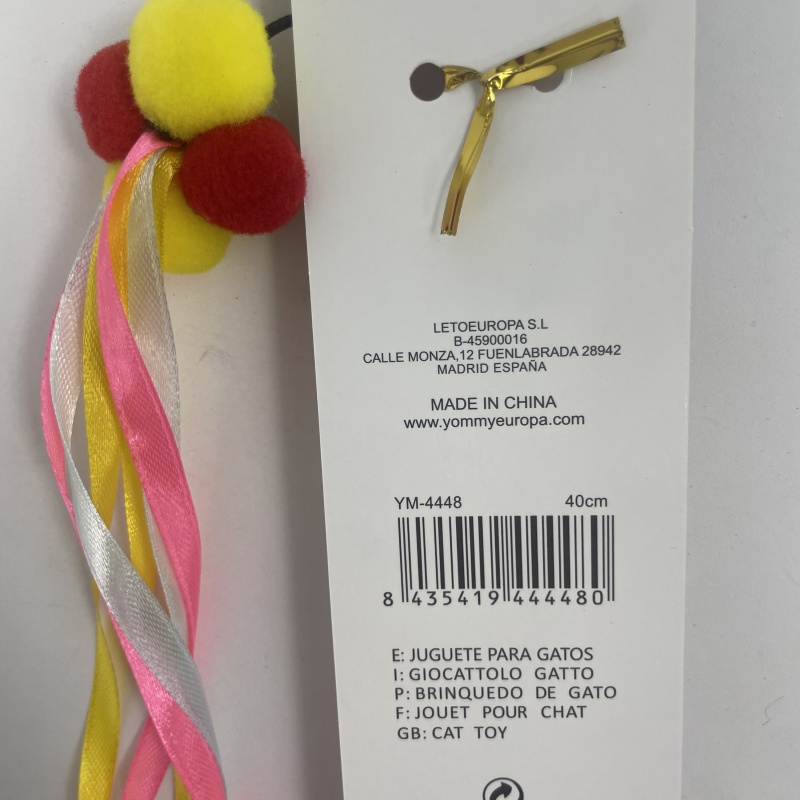 LETOEUROPA S.L
B-45900016
CALLE MONZA,12 FUENLABRADA 28942
MADRID ESPAÑA
MADE IN CHINA
www.yommyeuropa.com
YM-4448 40cm
8 435419 444480
E: JUGUETE PARA GATOS
I: GIOCATTOLO GATTO
P: BRINQUEDO DE GATO
F: JOUET POUR CHAT
GB: CAT TOY